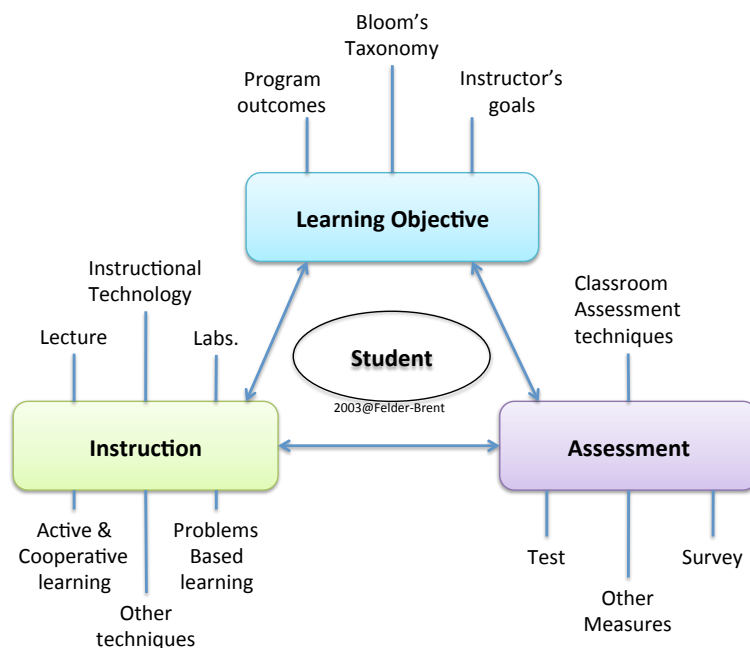 Bloom's
Taxonomy
Program
outcomes
Instructor's
goals
Learning Objective
Instructional
Technology
Lecture
Labs.
Classroom
Assessment
techniques
Student
2003@Felder-Brent
Instruction
Assessment
Active &
Cooperative
learning
Problems
Based
learning
Other
techniques
Test
Survey
Other
Measures